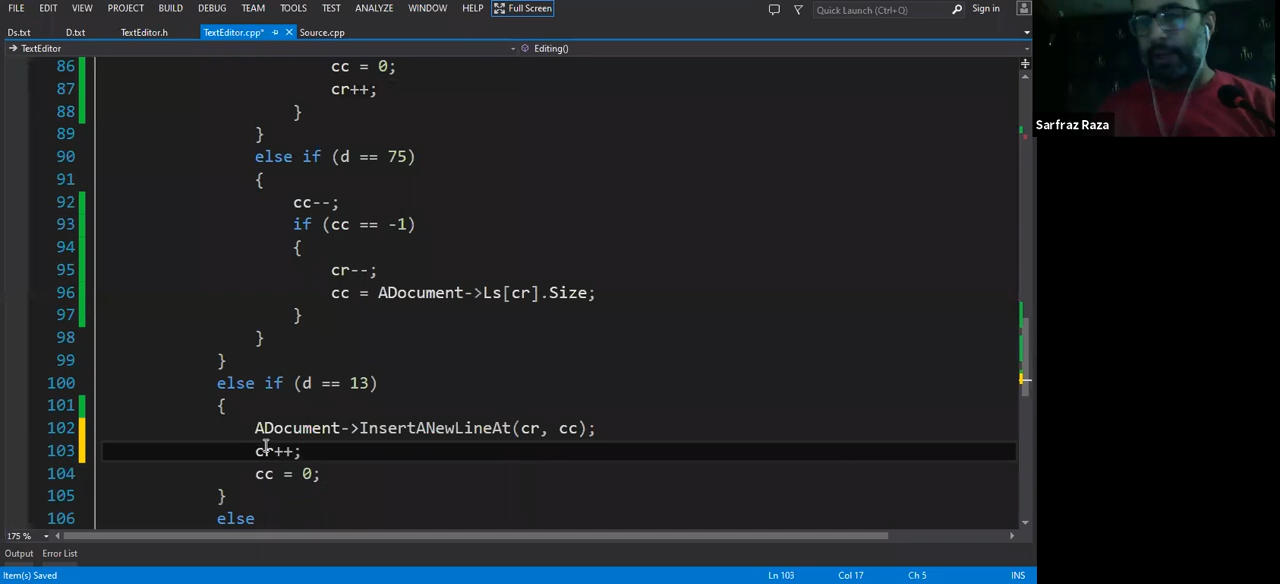 FILE EDIT VIEW PROJECT BUILD DEBUG TEAM TOOLS TEST ANALYZE WINDOW HELP Full Screen Quick Launch (Ctrl+Q) Sign in
Ds.txt D.txt TextEditor.h TextEditor.cpp* Source.cpp
TextEditor Editing()
86 cc = 0;
87 cr++;
88 }
89 }
90 else if (d == 75)
91 {
92 cc--;
93 if (cc == -1)
94 {
95 cr--;
96 cc = ADocument->Ls[cr].Size;
97 }
98 }
99 }
100 else if (d == 13)
101 {
102 ADocument->InsertANewLineAt(cr, cc);
103 cr++;
104 cc = 0;
105 }
106 else
175 %
Output Error List
Item(s) Saved Ln 103 Col 17 Ch 5 INS
Sarfraz Raza